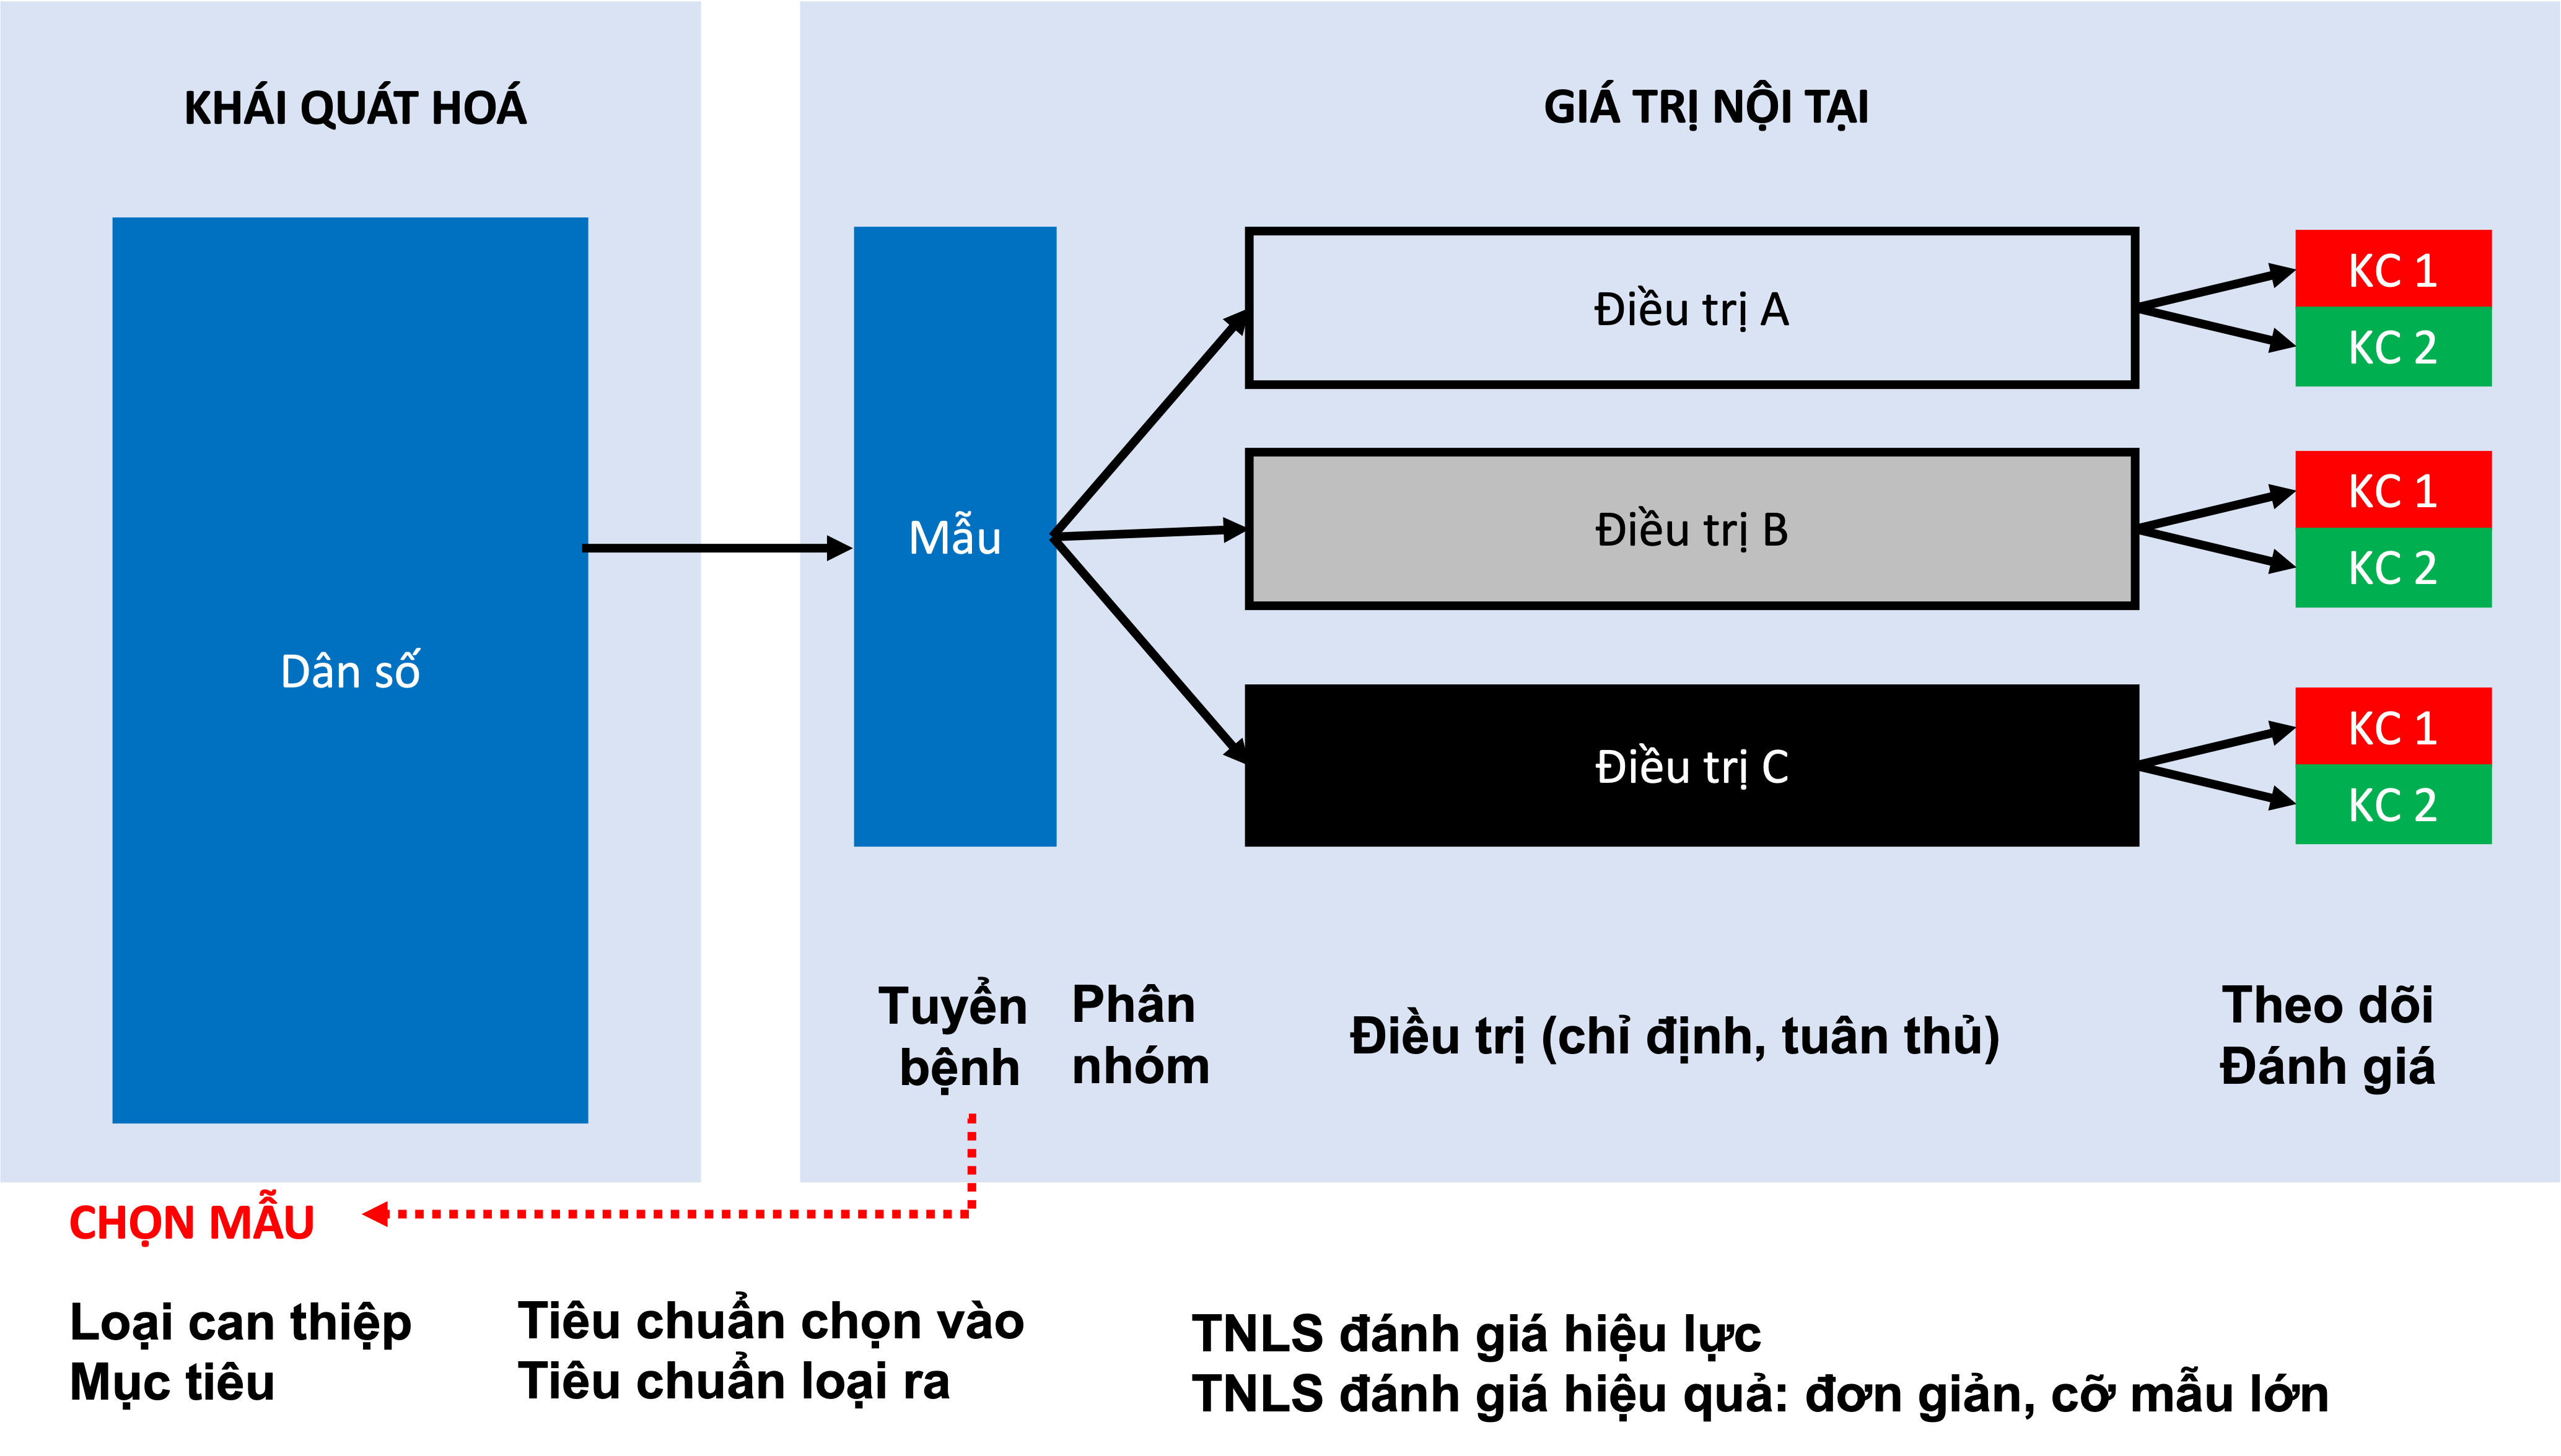 KHÁI QUÁT HOÁ
GIÁ TRỊ NỘI TẠI
Dân số
Mẫu
Điều trị A
KC 1
KC 2
Điều trị B
KC 1
KC 2
Điều trị C
KC 1
KC 2
Tuyển
bệnh
Phân
nhóm
Điều trị (chỉ định, tuân thủ)
Theo dõi
Đánh giá
CHỌN MẪU
Loại can thiệp
Mục tiêu
Tiêu chuẩn chọn vào
Tiêu chuẩn loại ra
TNLS đánh giá hiệu lực
TNLS đánh giá hiệu quả: đơn giản, cỡ mẫu lớn